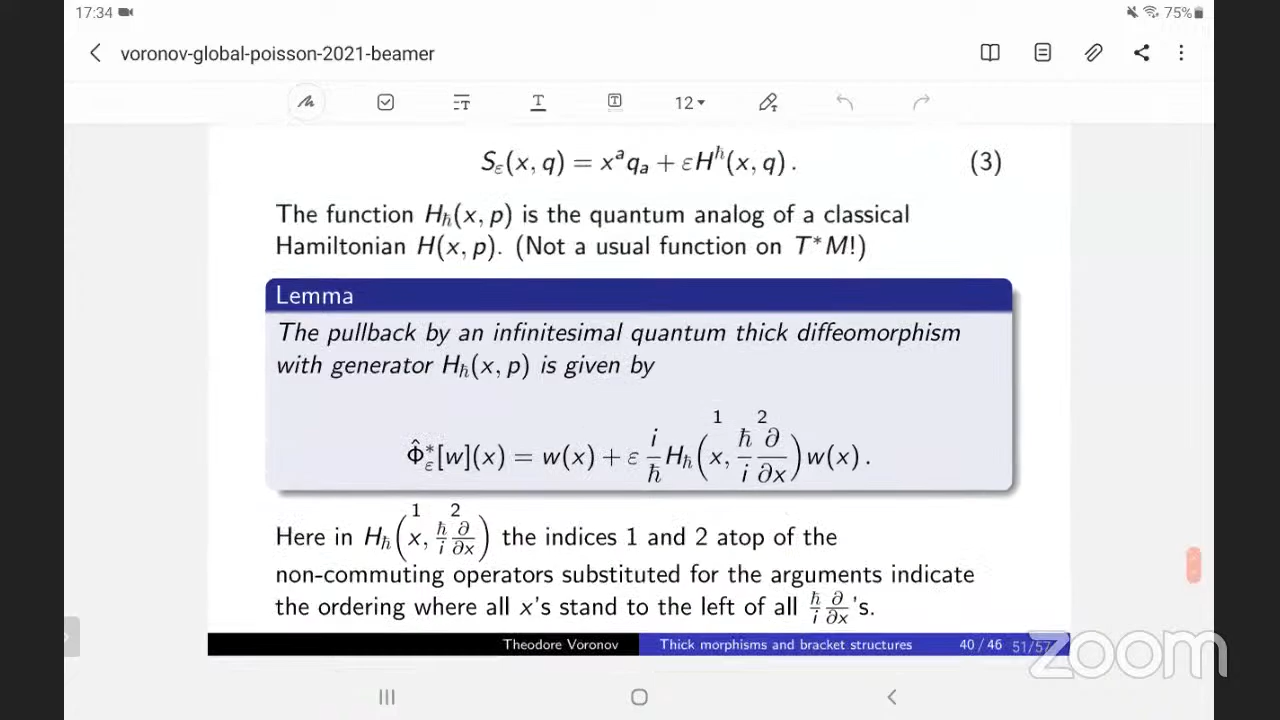 17:34 75%
voronov-global-poisson-2021-beamer
T T 12
S_ε(x, q) = x^a q_a + εH^ħ(x, q) . (3)
The function H_ħ(x, p) is the quantum analog of a classical
Hamiltonian H(x, p). (Not a usual function on T*M!)
Lemma
The pullback by an infinitesimal quantum thick diffeomorphism
with generator H_ħ(x, p) is given by
1 2
Φ̂*_ε[w](x) = w(x) + ε i/ħ H_ħ(x, ħ/i ∂/∂x) w(x) .
1 2
Here in H_ħ(x, ħ/i ∂/∂x) the indices 1 and 2 atop of the
non-commuting operators substituted for the arguments indicate
the ordering where all x's stand to the left of all ħ/i ∂/∂x's.
Theodore Voronov Thick morphisms and bracket structures 40 / 46 51/57
zoom